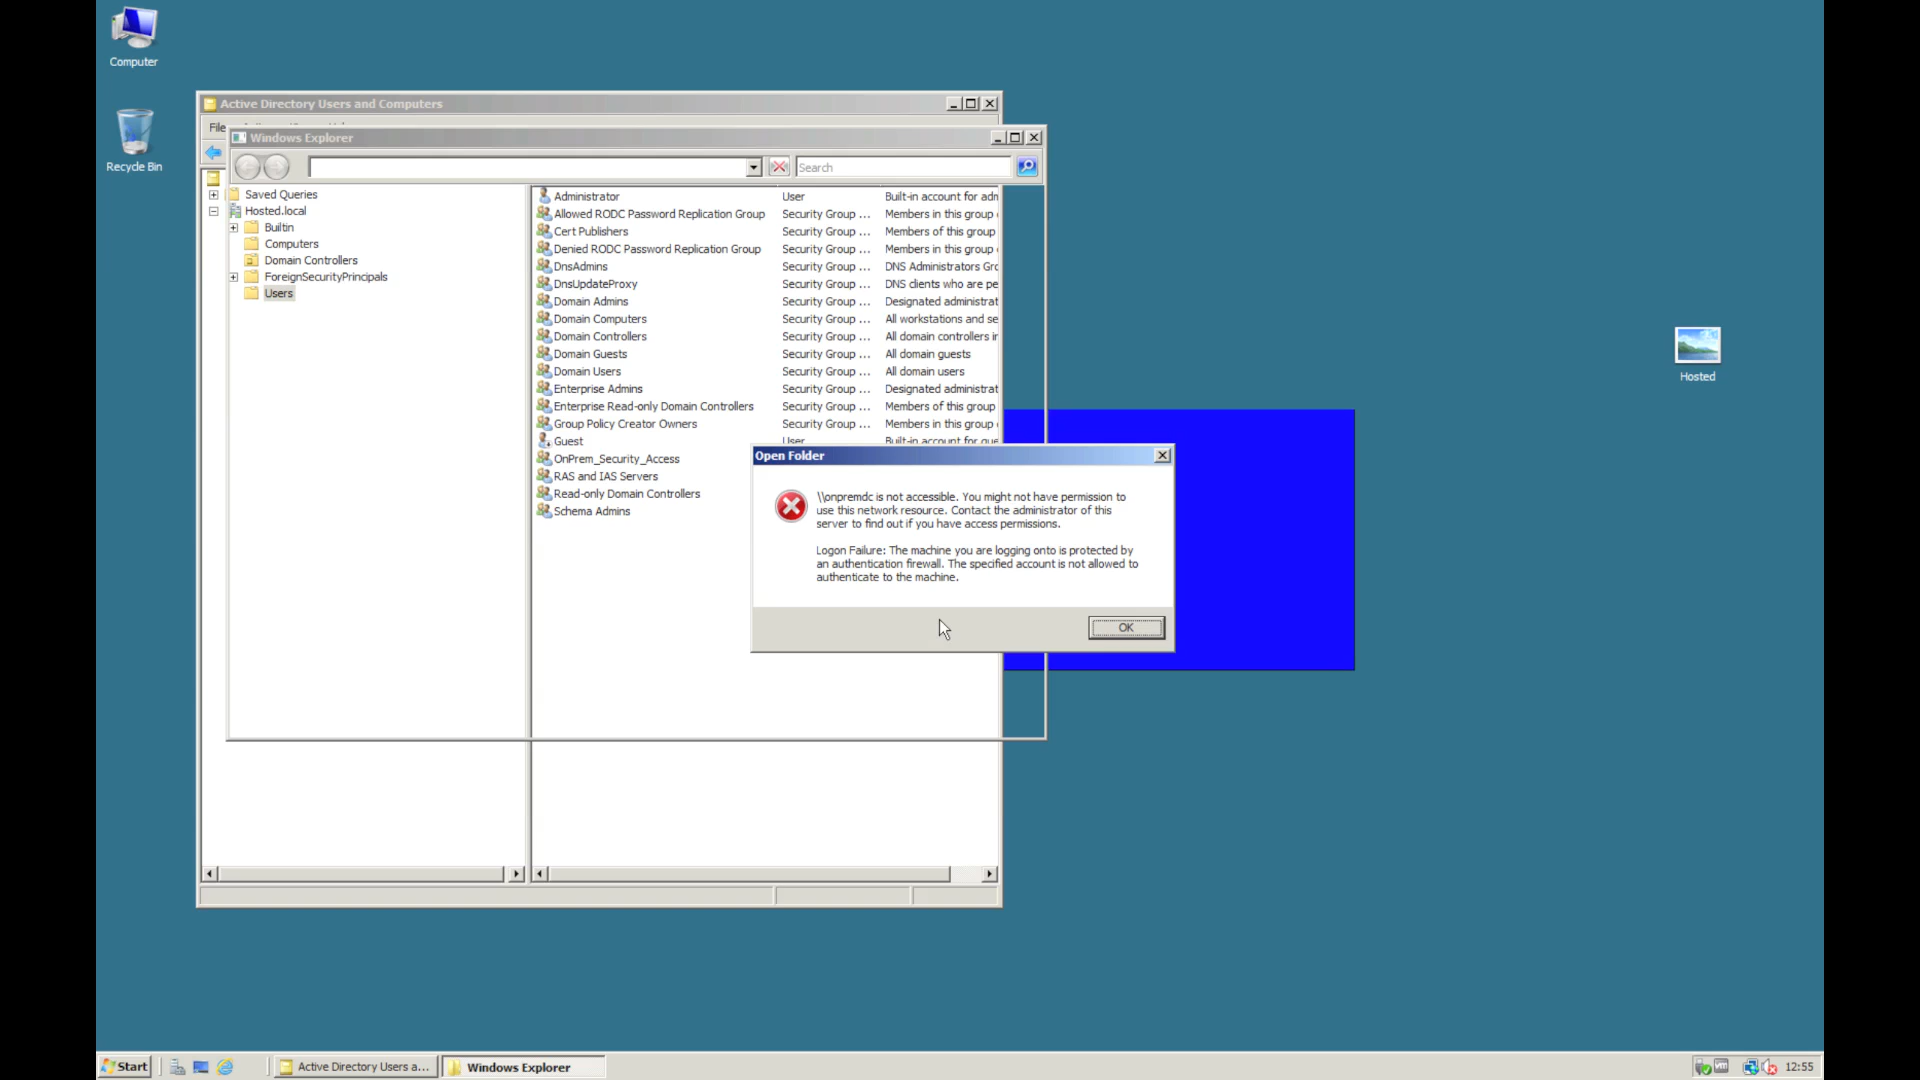 Computer
Recycle Bin
Active Directory Users and Computers
File
Windows Explorer
Search
Saved Queries
Hosted.local
Builtin
Computers
Domain Controllers
ForeignSecurityPrincipals
Users
Administrator User Built-in account for adm
Allowed RODC Password Replication Group Security Group ... Members in this group
Cert Publishers Security Group ... Members of this group
Denied RODC Password Replication Group Security Group ... Members in this group
DnsAdmins Security Group ... DNS Administrators Gro
DnsUpdateProxy Security Group ... DNS clients who are pe
Domain Admins Security Group ... Designated administrat
Domain Computers Security Group ... All workstations and se
Domain Controllers Security Group ... All domain controllers in
Domain Guests Security Group ... All domain guests
Domain Users Security Group ... All domain users
Enterprise Admins Security Group ... Designated administrat
Enterprise Read-only Domain Controllers Security Group ... Members of this group
Group Policy Creator Owners Security Group ... Members in this group
Guest User Built-in account for gue
OnPrem_Security_Access
RAS and IAS Servers
Read-only Domain Controllers
Schema Admins
Open Folder
\\onpremdc is not accessible. You might not have permission to
use this network resource. Contact the administrator of this
server to find out if you have access permissions.
Logon Failure: The machine you are logging onto is protected by
an authentication firewall. The specified account is not allowed to
authenticate to the machine.
OK
Hosted
Start
Active Directory Users a...
Windows Explorer
12:55